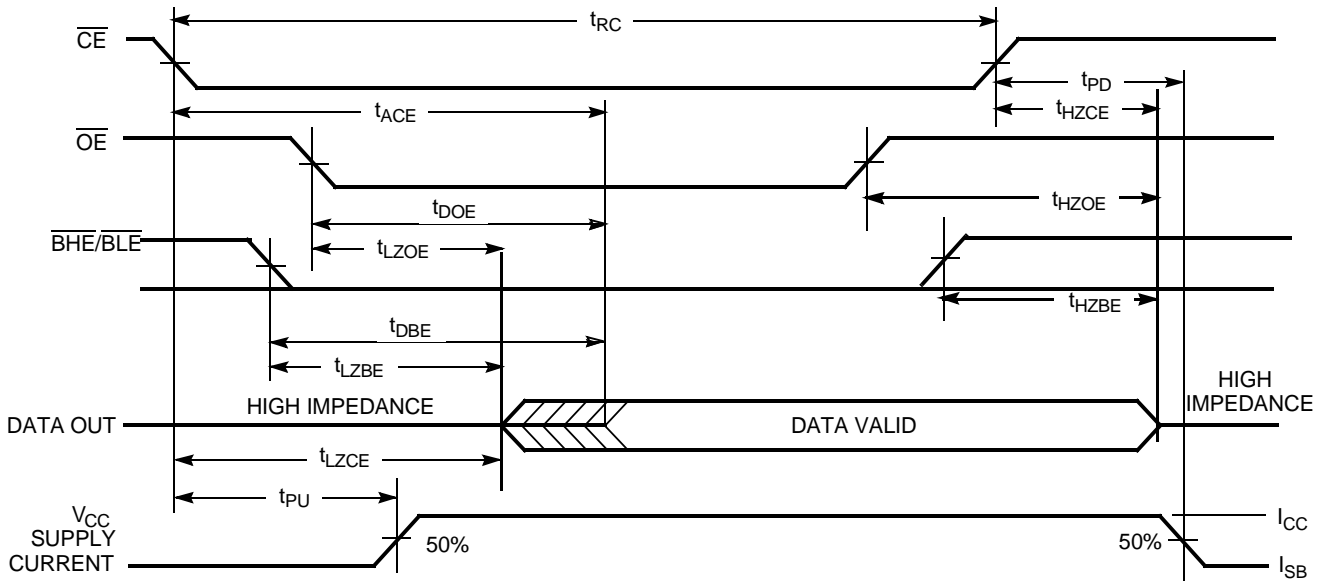 tRC
CE
tPD
tACE
tHZCE
OE
tDOE
tHZOE
BHE/BLE
tLZOE
tHZBE
tDBE
tLZBE
HIGH IMPEDANCE
HIGH
IMPEDANCE
DATA OUT
DATA VALID
tLZCE
tPU
VCC
SUPPLY
CURRENT
50%
50%
ICC
ISB